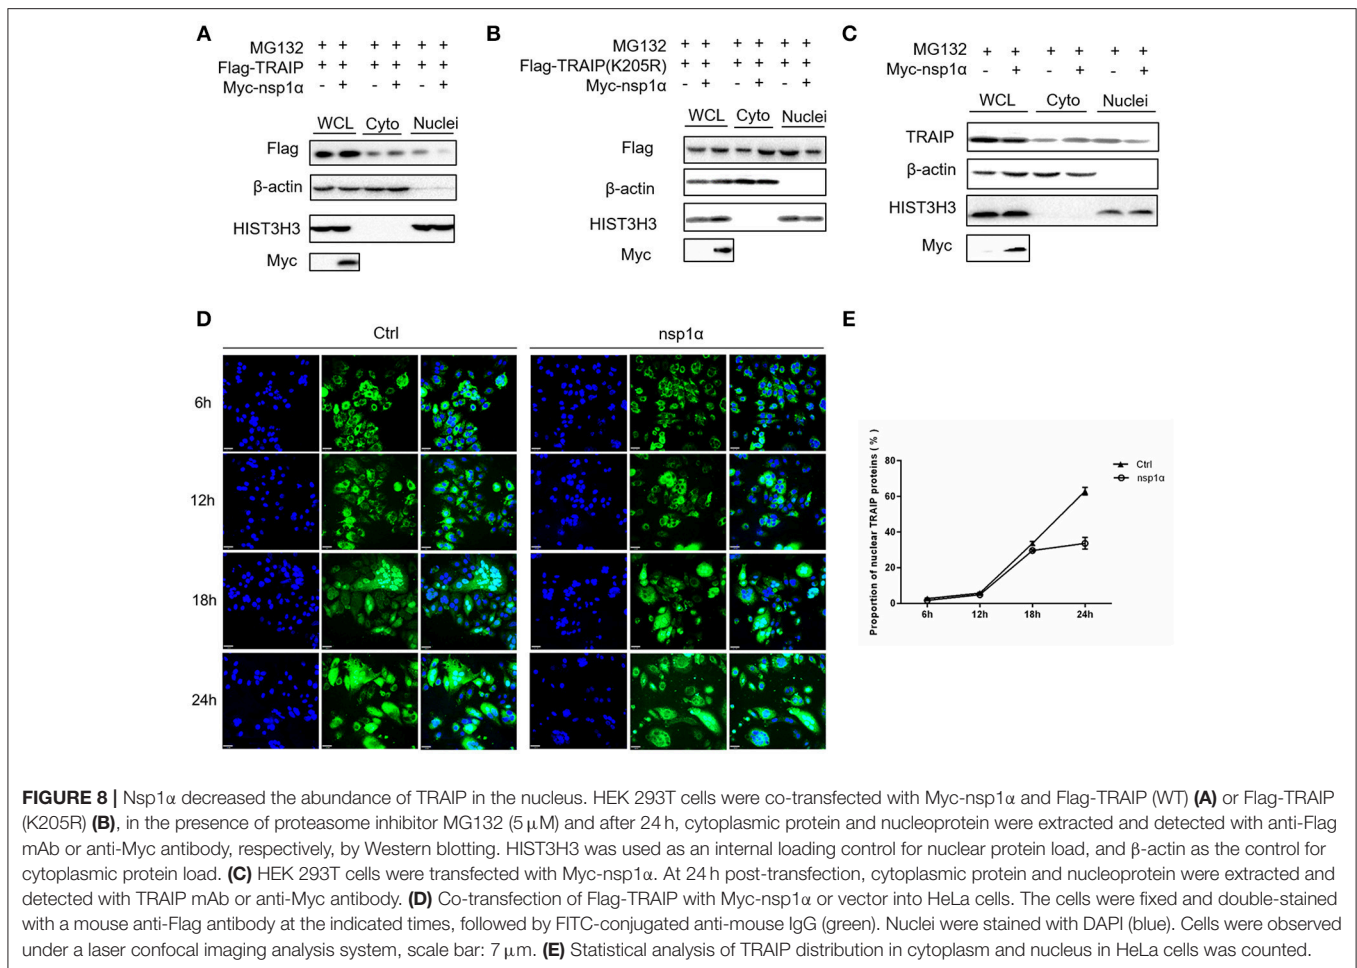 A
MG132 + + + + + +
Flag-TRAIP + + + + + +
Myc-nsp1α - + - + - +
WCL Cyto Nuclei
Flag
β-actin
HIST3H3
Myc
B
MG132 + + + + + +
Flag-TRAIP(K205R) + + + + + +
Myc-nsp1α - + - + - +
WCL Cyto Nuclei
Flag
β-actin
HIST3H3
Myc
C
MG132 + + + + + +
Myc-nsp1α - + - + - +
WCL Cyto Nuclei
TRAIP
β-actin
HIST3H3
Myc
D
Ctrl nsp1α
6h
12h
18h
24h
E
Proportion of nuclear TRAIP proteins ( % )
80
60
40
20
0
6h 12h 18h 24h
Ctrl
nsp1α
FIGURE 8 | Nsp1α decreased the abundance of TRAIP in the nucleus. HEK 293T cells were co-transfected with Myc-nsp1α and Flag-TRAIP (WT) (A) or Flag-TRAIP
(K205R) (B), in the presence of proteasome inhibitor MG132 (5 μM) and after 24 h, cytoplasmic protein and nucleoprotein were extracted and detected with anti-Flag
mAb or anti-Myc antibody, respectively, by Western blotting. HIST3H3 was used as an internal loading control for nuclear protein load, and β-actin as the control for
cytoplasmic protein load. (C) HEK 293T cells were transfected with Myc-nsp1α. At 24 h post-transfection, cytoplasmic protein and nucleoprotein were extracted and
detected with TRAIP mAb or anti-Myc antibody. (D) Co-transfection of Flag-TRAIP with Myc-nsp1α or vector into HeLa cells. The cells were fixed and double-stained
with a mouse anti-Flag antibody at the indicated times, followed by FITC-conjugated anti-mouse IgG (green). Nuclei were stained with DAPI (blue). Cells were observed
under a laser confocal imaging analysis system, scale bar: 7 μm. (E) Statistical analysis of TRAIP distribution in cytoplasm and nucleus in HeLa cells was counted.